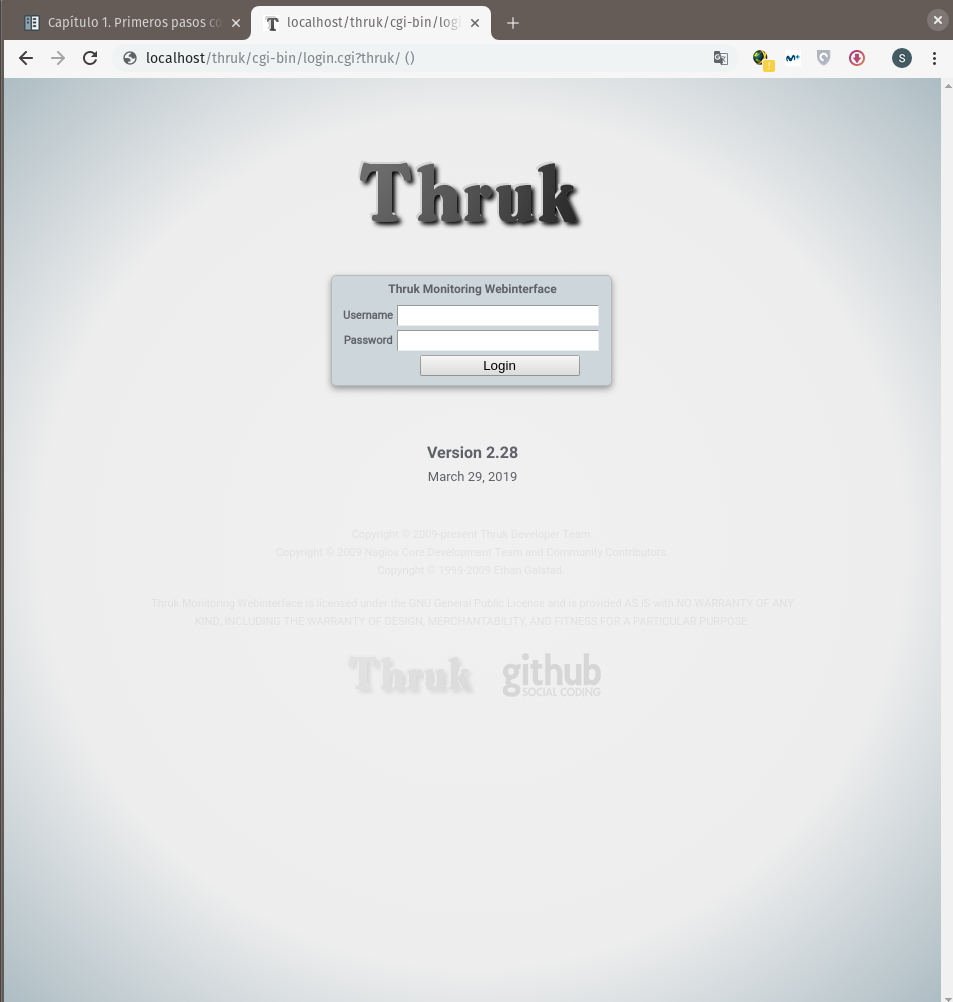 Capítulo 1. Primeros pasos co
localhost/thruk/cgi-bin/logi
localhost/thruk/cgi-bin/login.cgi?thruk/ ()
S
Thruk
Thruk Monitoring Webinterface
Username
Password
Login
Version 2.28
March 29, 2019
Copyright © 2009-present Thruk Developer Team.
Copyright © 2009 Nagios Core Development Team and Community Contributors.
Copyright © 1999-2009 Ethan Galstad.
Thruk Monitoring Webinterface is licensed under the GNU General Public License and is provided AS IS with NO WARRANTY OF ANY
KIND, INCLUDING THE WARRANTY OF DESIGN, MERCHANTABILITY, AND FITNESS FOR A PARTICULAR PURPOSE.
Thruk
github
SOCIAL CODING